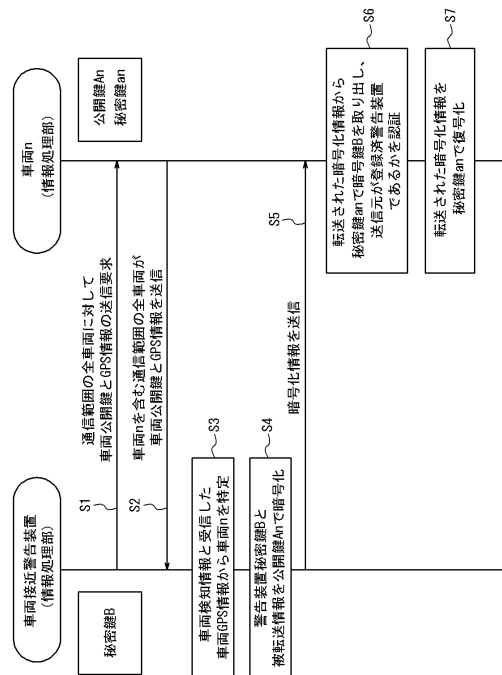 車両接近警告装置
(情報処理部)
車両n
(情報処理部)
秘密鍵B
公開鍵An
秘密鍵an
S1
通信範囲の全車両に対して
車両公開鍵とGPS情報の送信要求
S2
車両nを含む通信範囲の全車両が
車両公開鍵とGPS情報を送信
S3
車両検知情報と受信した
車両GPS情報から車両nを特定
S4
警告装置秘密鍵Bと
被転送情報を公開鍵Anで暗号化
暗号化情報を送信
S5
S6
転送された暗号化情報から
秘密鍵anで暗号鍵Bを取り出し、
送信元が登録済警告装置
であるかを認証
S7
転送された暗号化情報を
秘密鍵anで復号化